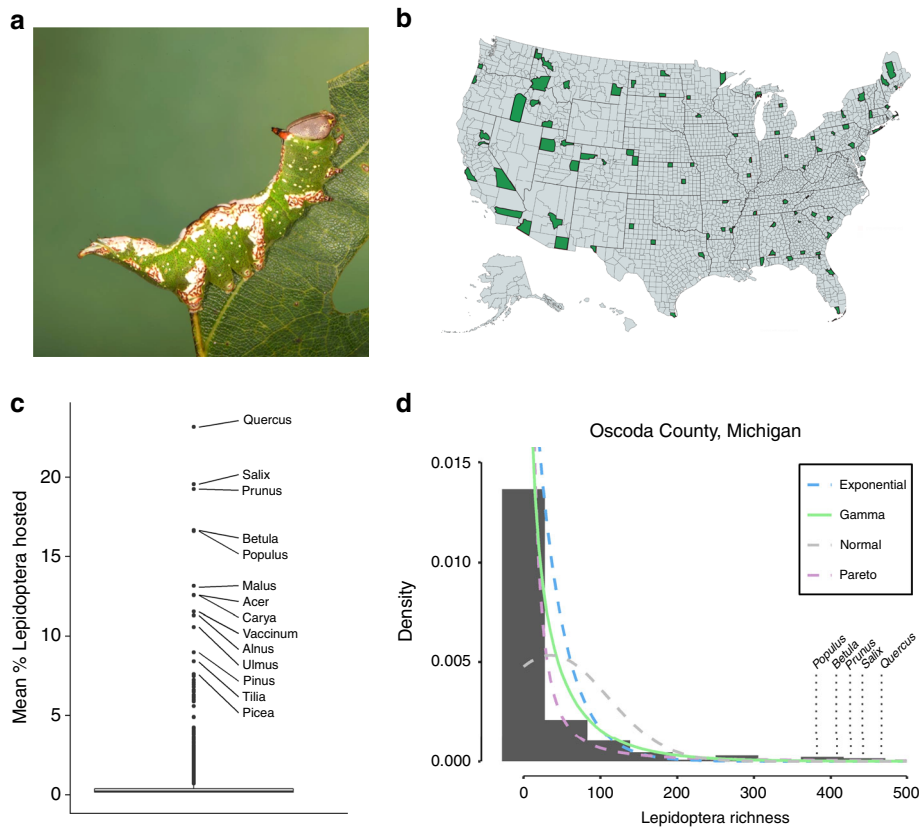 a
b
c
Mean % Lepidoptera hosted
20
15
10
5
0
Quercus
Salix
Prunus
Betula
Populus
Malus
Acer
Carya
Vaccinum
Alnus
Ulmus
Pinus
Tilia
Picea
d
Oscoda County, Michigan
Density
0.015
0.010
0.005
0.000
Exponential
Gamma
Normal
Pareto
Populus
Betula
Prunus
Salix
Quercus
0 100 200 300 400 500
Lepidoptera richness